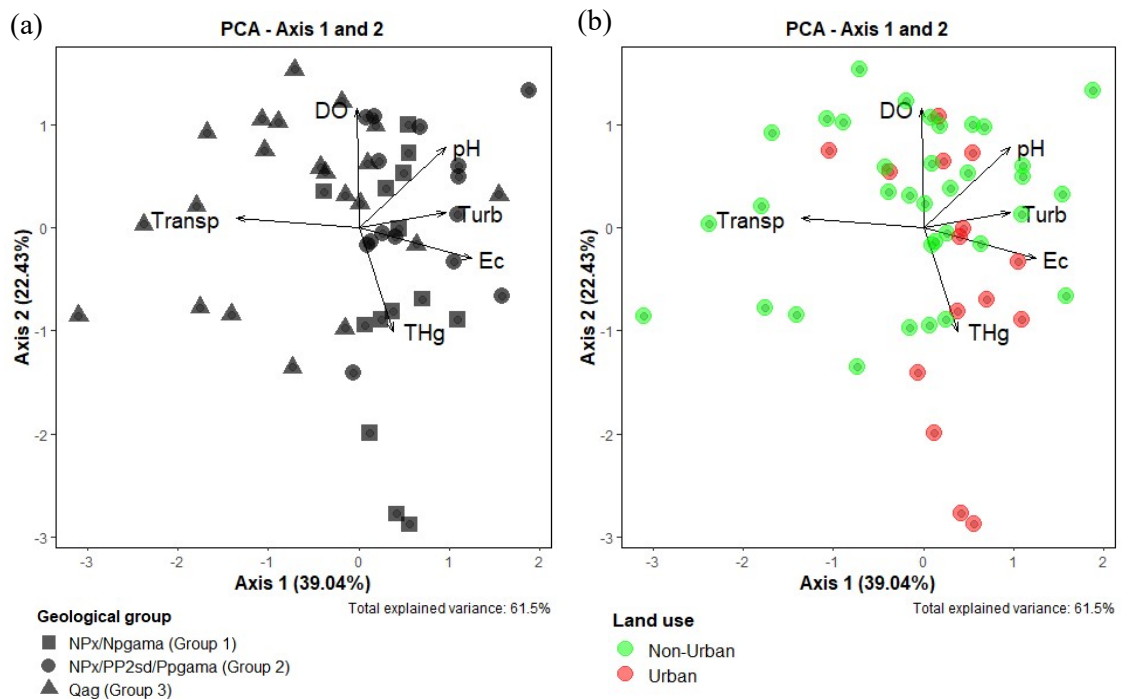 (a)
PCA - Axis 1 and 2
1
0
-1
-2
-3
Axis 2 (22.43%)
DO
pH
Transp
Turb
Ec
THg
-3 -2 -1 0 1 2
Axis 1 (39.04%)
Total explained variance: 61.5%
Geological group
NPx/Npgama (Group 1)
NPx/PP2sd/Ppgama (Group 2)
Qag (Group 3)
(b)
PCA - Axis 1 and 2
1
0
-1
-2
-3
Axis 2 (22.43%)
DO
pH
Transp
Turb
Ec
THg
-3 -2 -1 0 1 2
Axis 1 (39.04%)
Total explained variance: 61.5%
Land use
Non-Urban
Urban